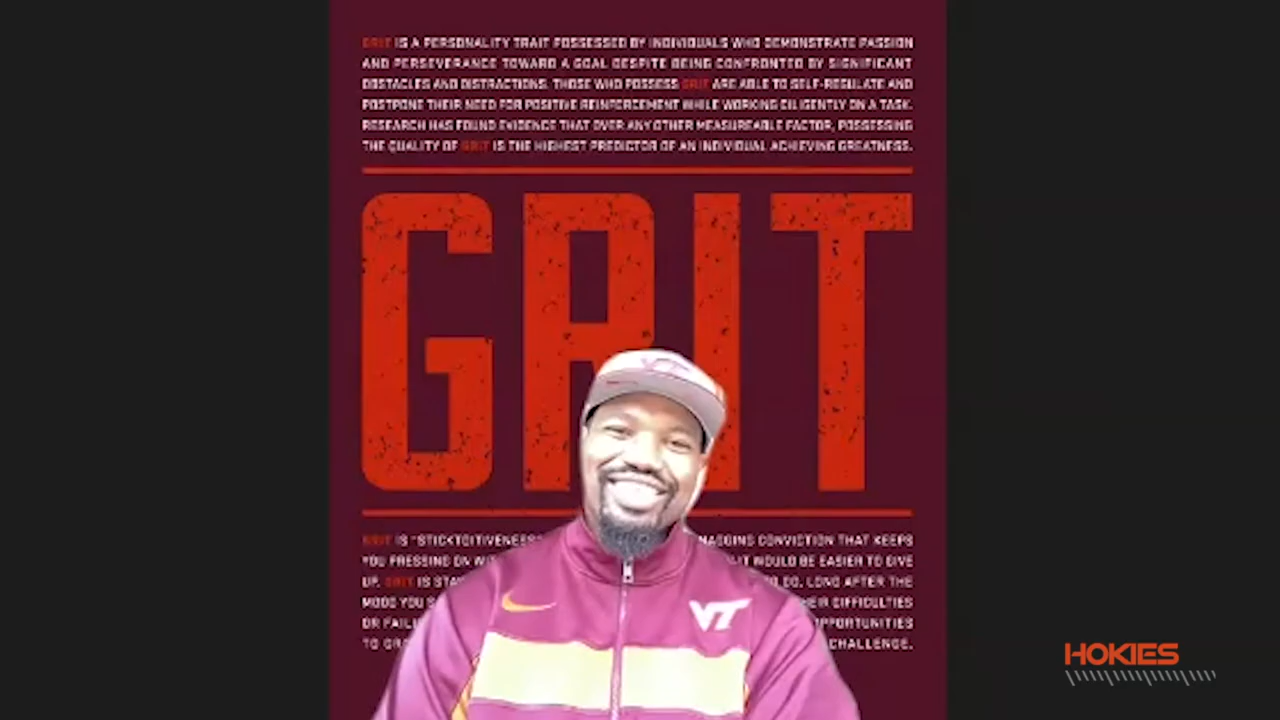 GRIT IS A PERSONALITY TRAIT POSSESSED BY INDIVIDUALS WHO DEMONSTRATE PASSION
AND PERSEVERANCE TOWARD A GOAL DESPITE BEING CONFRONTED BY SIGNIFICANT
OBSTACLES AND DISTRACTIONS. THOSE WHO POSSESS GRIT ARE ABLE TO SELF-REGULATE AND
POSTPONE THEIR NEED FOR POSITIVE REINFORCEMENT WHILE WORKING DILIGENTLY ON A TASK.
RESEARCH HAS FOUND EVIDENCE THAT OVER ANY OTHER MEASUREABLE FACTOR, POSSESSING
THE QUALITY OF GRIT IS THE HIGHEST PREDICTOR OF AN INDIVIDUAL ACHIEVING GREATNESS.
GRIT
GRIT IS "STICKTOITIVENESS NAGGING CONVICTION THAT KEEPS
YOU PRESSING ON IT WOULD BE EASIER TO GIVE
UP. GRIT IS DO, LONG AFTER THE
MOOD YOU DIFFICULTIES
OR OPPORTUNITIES
TO CHALLENGE.
VT
HOKIES